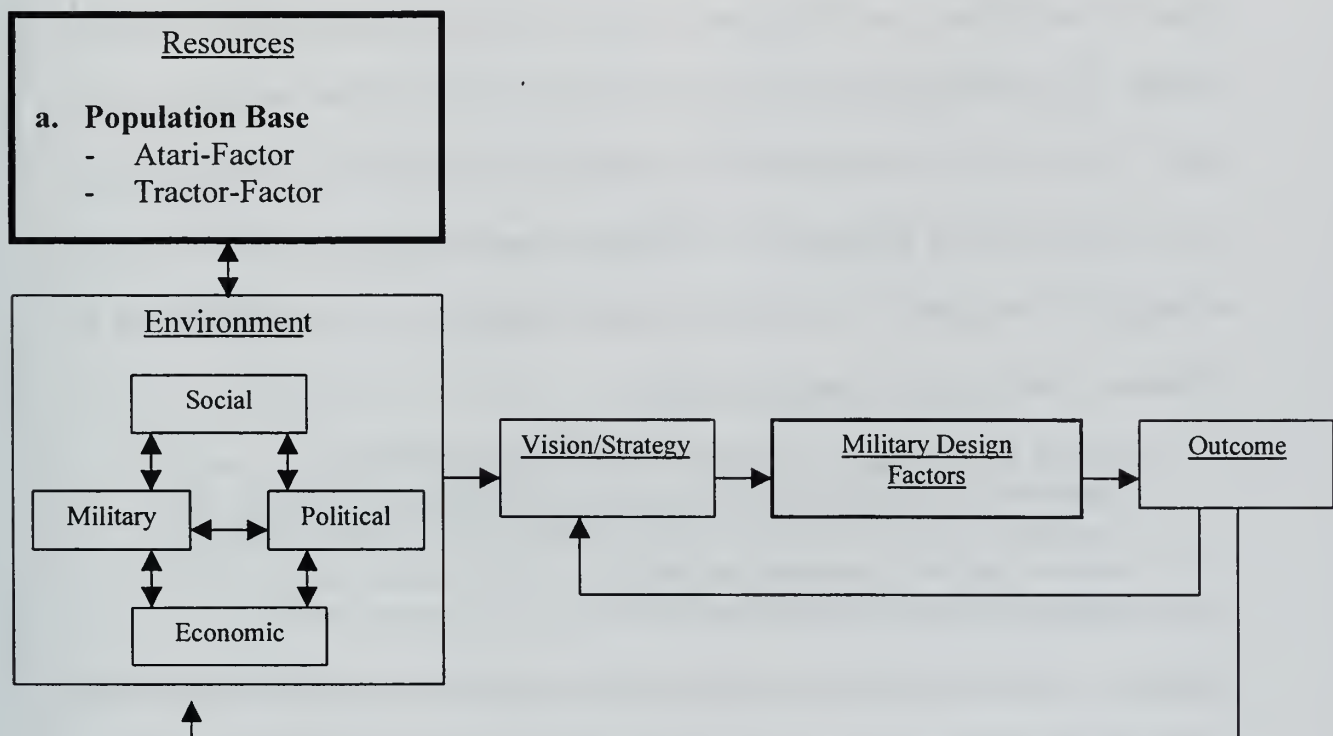 Resources
a. Population Base
- Atari-Factor
- Tractor-Factor
Environment
Social
Military
Political
Economic
Vision/Strategy
Military Design
Factors
Outcome